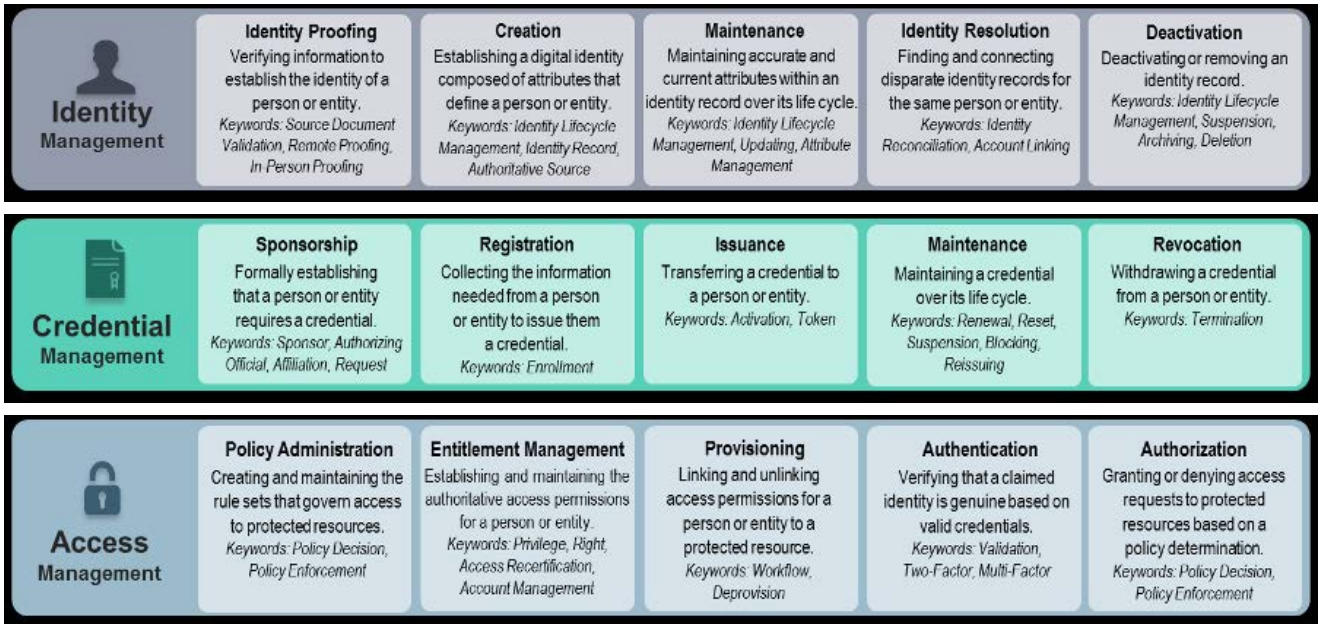 Identity
Management
Identity Proofing
Verifying information to
establish the identity of a
person or entity.
Keywords: Source Document
Validation, Remote Proofing,
In-Person Proofing
Creation
Establishing a digital identity
composed of attributes that
define a person or entity.
Keywords: Identity Lifecycle
Management, Identity Record,
Authoritative Source
Maintenance
Maintaining accurate and
current attributes within an
identity record over its life cycle.
Keywords: Identity Lifecycle
Management, Updating, Attribute
Management
Identity Resolution
Finding and connecting
disparate identity records for
the same person or entity.
Keywords: Identity
Reconciliation, Account Linking
Deactivation
Deactivating or removing an
identity record.
Keywords: Identity Lifecycle
Management, Suspension,
Archiving, Deletion
Credential
Management
Sponsorship
Formally establishing
that a person or entity
requires a credential.
Keywords: Sponsor, Authorizing
Official, Affiliation, Request
Registration
Collecting the information
needed from a person
or entity to issue them
a credential.
Keywords: Enrollment
Issuance
Transferring a credential to
a person or entity.
Keywords: Activation, Token
Maintenance
Maintaining a credential
over its life cycle.
Keywords: Renewal, Reset,
Suspension, Blocking,
Reissuing
Revocation
Withdrawing a credential
from a person or entity.
Keywords: Termination
Access
Management
Policy Administration
Creating and maintaining the
rule sets that govern access
to protected resources.
Keywords: Policy Decision,
Policy Enforcement
Entitlement Management
Establishing and maintaining the
authoritative access permissions
for a person or entity.
Keywords: Privilege, Right,
Access Recertification,
Account Management
Provisioning
Linking and unlinking
access permissions for a
person or entity to a
protected resource.
Keywords: Workflow,
Deprovision
Authentication
Verifying that a claimed
identity is genuine based on
valid credentials.
Keywords: Validation,
Two-Factor, Multi-Factor
Authorization
Granting or denying access
requests to protected
resources based on a
policy determination.
Keywords: Policy Decision,
Policy Enforcement